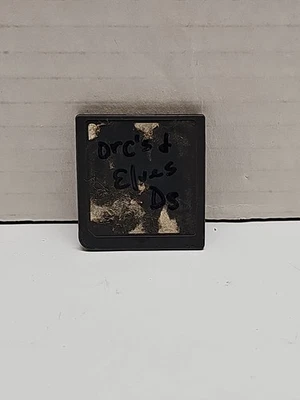 Orc's &
Elves
DS